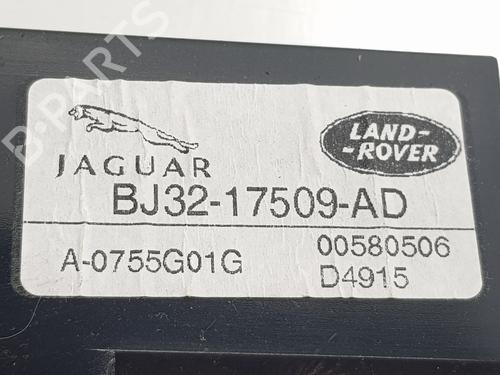 B-PARTS
JAGUAR
LAND-
-ROVER
BJ32-17509-AD
A-0755G01G
00580506
D4915